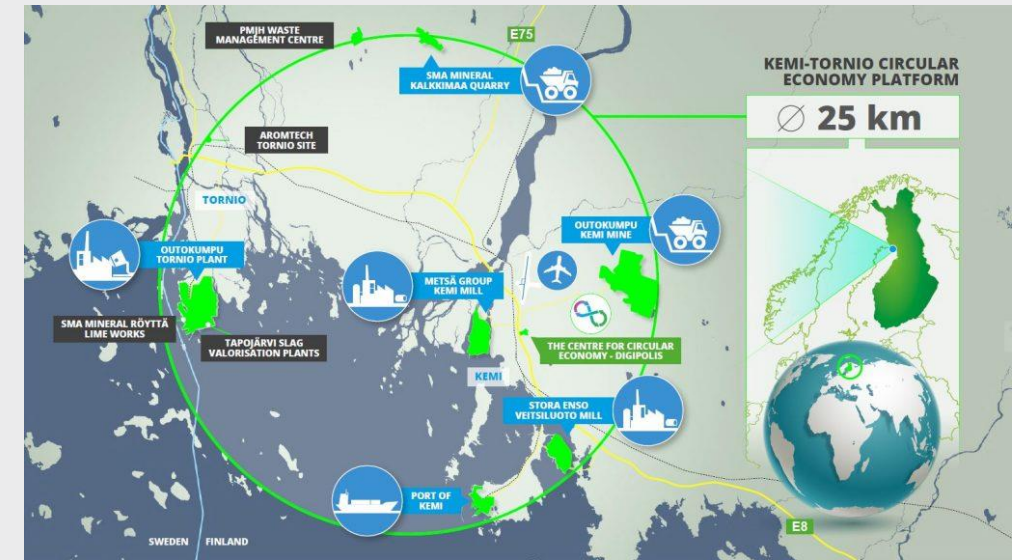 PMJH WASTE
MANAGEMENT CENTRE
E75
SMA MINERAL
KALKKIMAA QUARRY
KEMI-TORNIO CIRCULAR
ECONOMY PLATFORM
∅ 25 km
AROMTECH
TORNIO SITE
TORNIO
OUTOKUMPU
TORNIO PLANT
OUTOKUMPU
KEMI MINE
METSÄ GROUP
KEMI MILL
SMA MINERAL RÖYTTÄ
LIME WORKS
TAPOJÄRVI SLAG
VALORISATION PLANTS
THE CENTRE FOR CIRCULAR
ECONOMY - DIGIPOLIS
KEMI
STORA ENSO
VEITSILUOTO MILL
PORT OF
KEMI
E8
SWEDEN
FINLAND